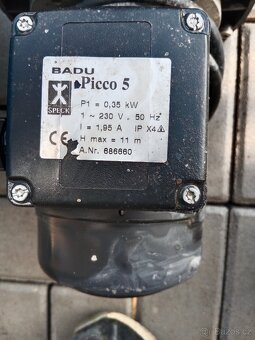 BADU
Picco 5
SPECK
P1 = 0,35 kW
1 ~ 230 V - 50 Hz
I = 1,95 A IP X4
CE
H max = 11 m
A.Nr. 686660
Bazoš.cz